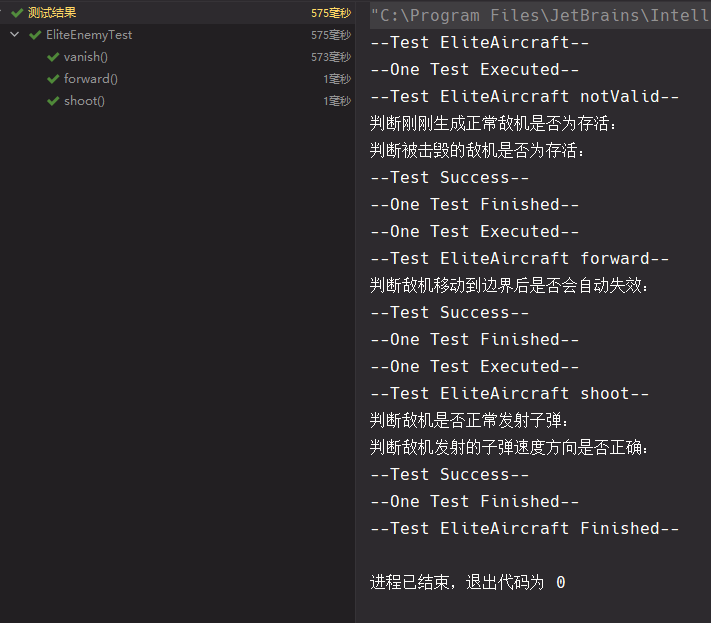 测试结果 575毫秒
EliteEnemyTest 575毫秒
vanish() 573毫秒
forward() 1毫秒
shoot() 1毫秒
"C:\Program Files\JetBrains\Intell
--Test EliteAircraft--
--One Test Executed--
--Test EliteAircraft notValid--
判断刚刚生成正常敌机是否为存活:
判断被击毁的敌机是否为存活:
--Test Success--
--One Test Finished--
--One Test Executed--
--Test EliteAircraft forward--
判断敌机移动到边界后是否会自动失效:
--Test Success--
--One Test Finished--
--One Test Executed--
--Test EliteAircraft shoot--
判断敌机是否正常发射子弹:
判断敌机发射的子弹速度方向是否正确:
--Test Success--
--One Test Finished--
--Test EliteAircraft Finished--
进程已结束,退出代码为 0